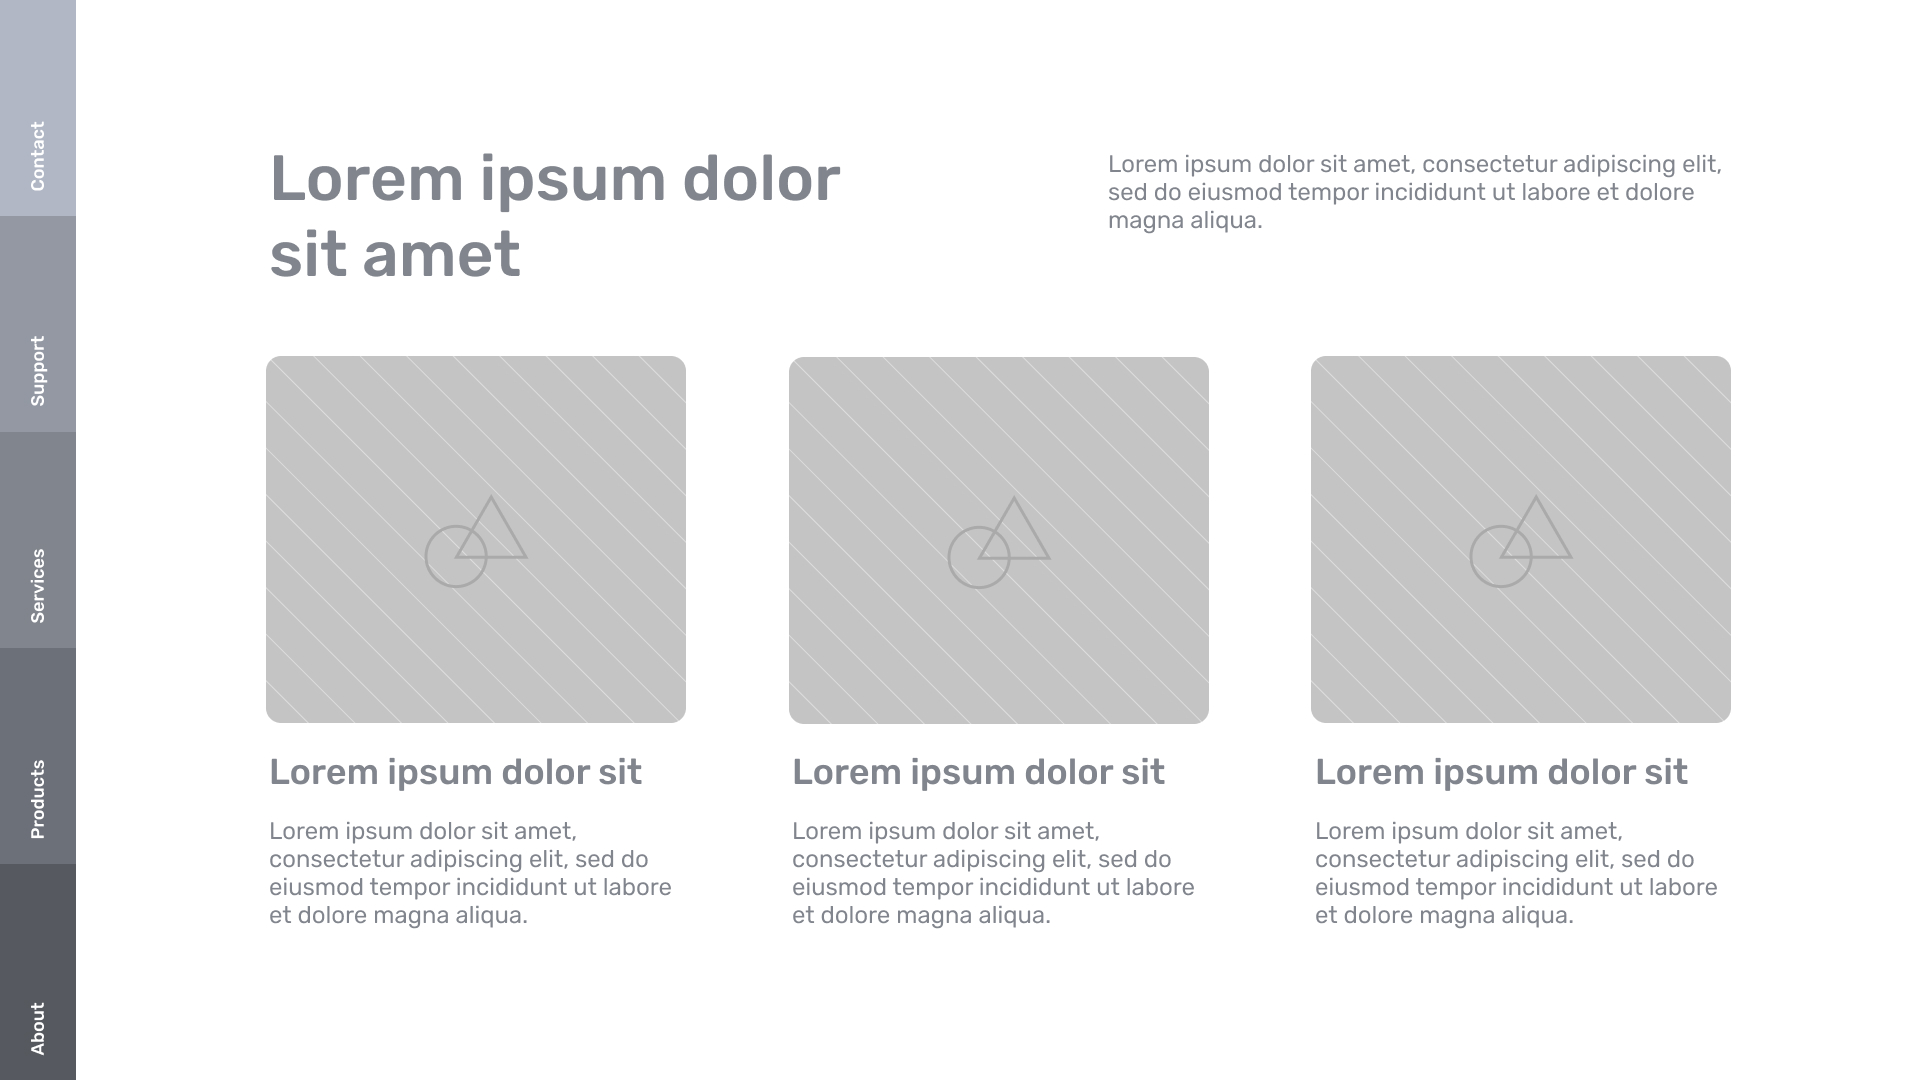 Contact
Support
Services
Products
About
Lorem ipsum dolor
sit amet
Lorem ipsum dolor sit amet, consectetur adipiscing elit,
sed do eiusmod tempor incididunt ut labore et dolore
magna aliqua.
Lorem ipsum dolor sit
Lorem ipsum dolor sit amet,
consectetur adipiscing elit, sed do
eiusmod tempor incididunt ut labore
et dolore magna aliqua.
Lorem ipsum dolor sit
Lorem ipsum dolor sit amet,
consectetur adipiscing elit, sed do
eiusmod tempor incididunt ut labore
et dolore magna aliqua.
Lorem ipsum dolor sit
Lorem ipsum dolor sit amet,
consectetur adipiscing elit, sed do
eiusmod tempor incididunt ut labore
et dolore magna aliqua.